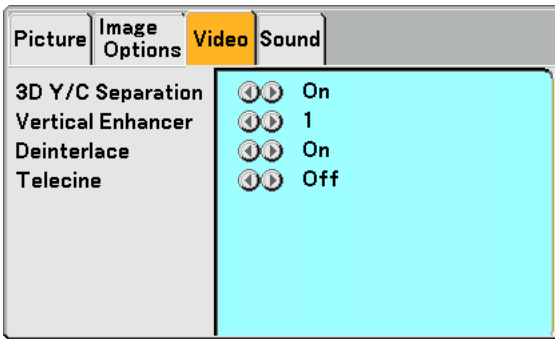 Picture Image Options Video Sound
3D Y/C Separation On
Vertical Enhancer 1
Deinterlace On
Telecine Off